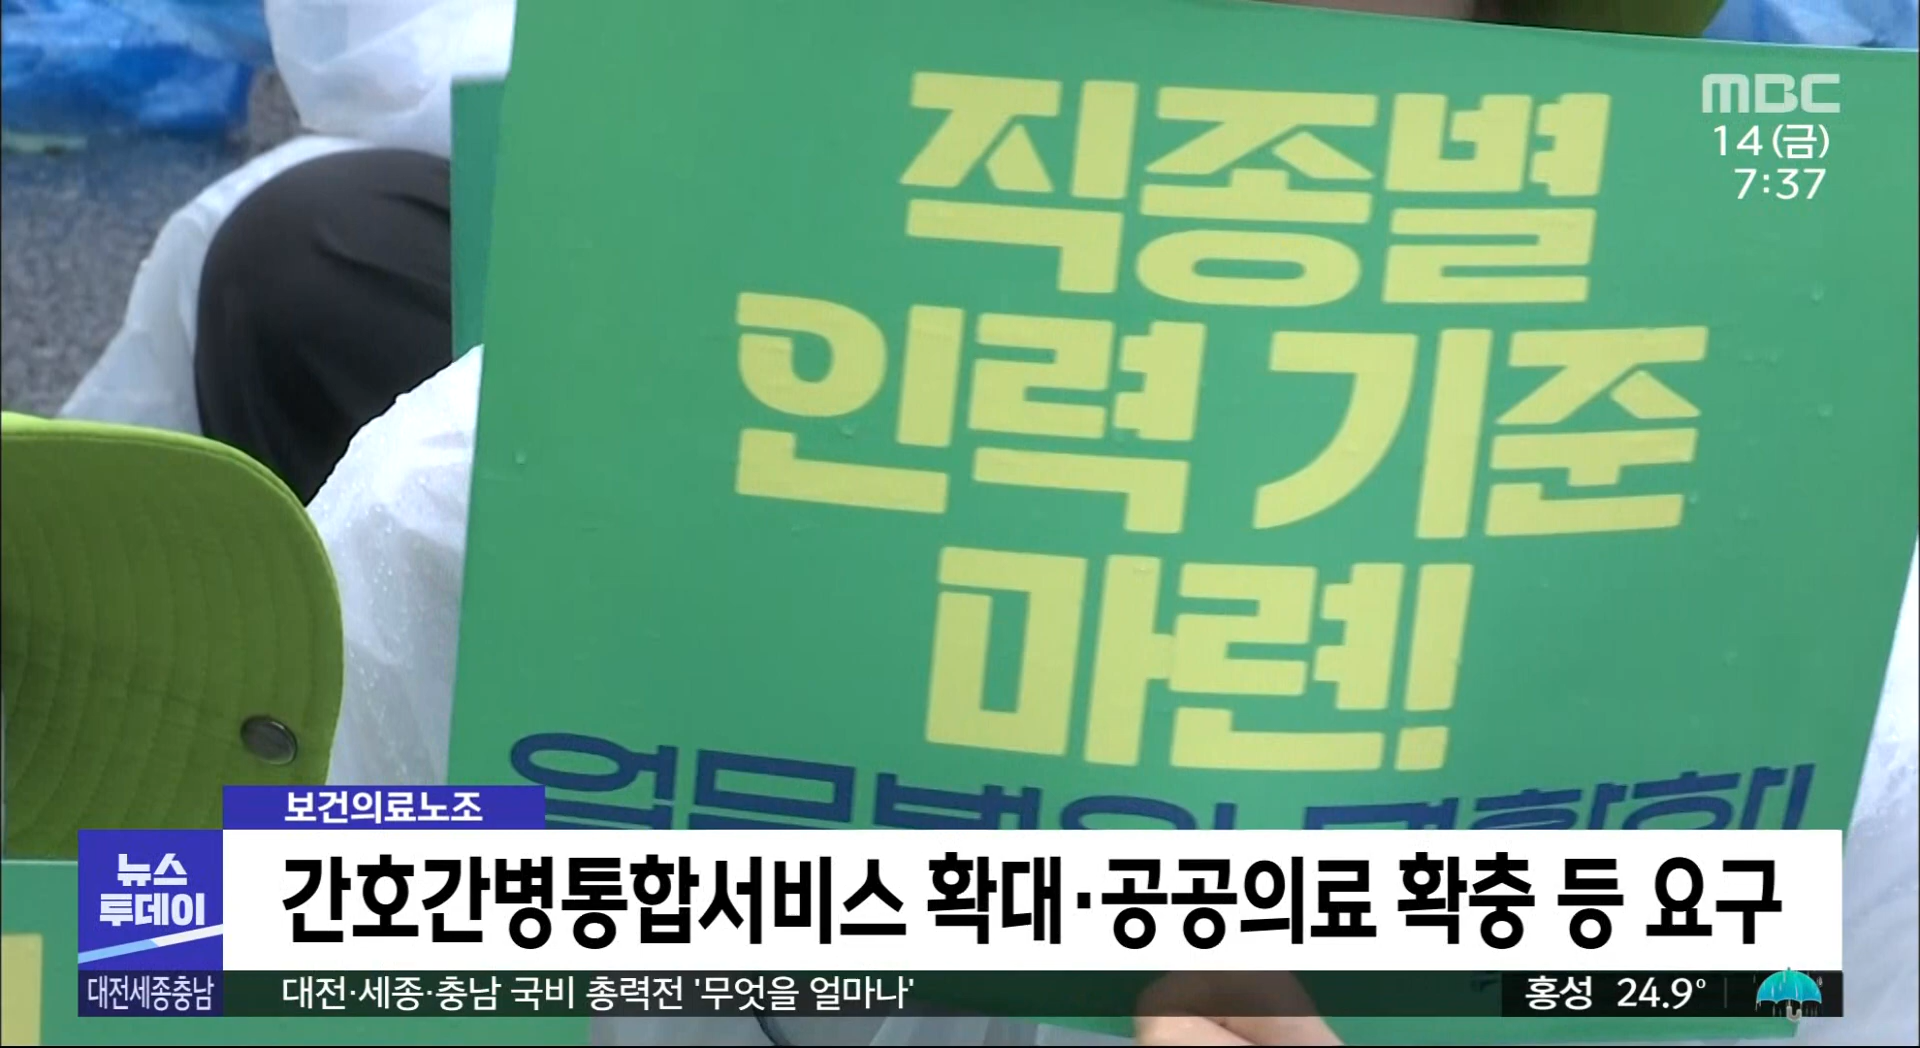 직종별
인력 기준
마련!
MBC
14(금)
7:37
보건의료노조
뉴스
투데이
간호간병통합서비스 확대·공공의료 확충 등 요구
대전세종충남
대전·세종·충남 국비 총력전 '무엇을 얼마나'
홍성 24.9°